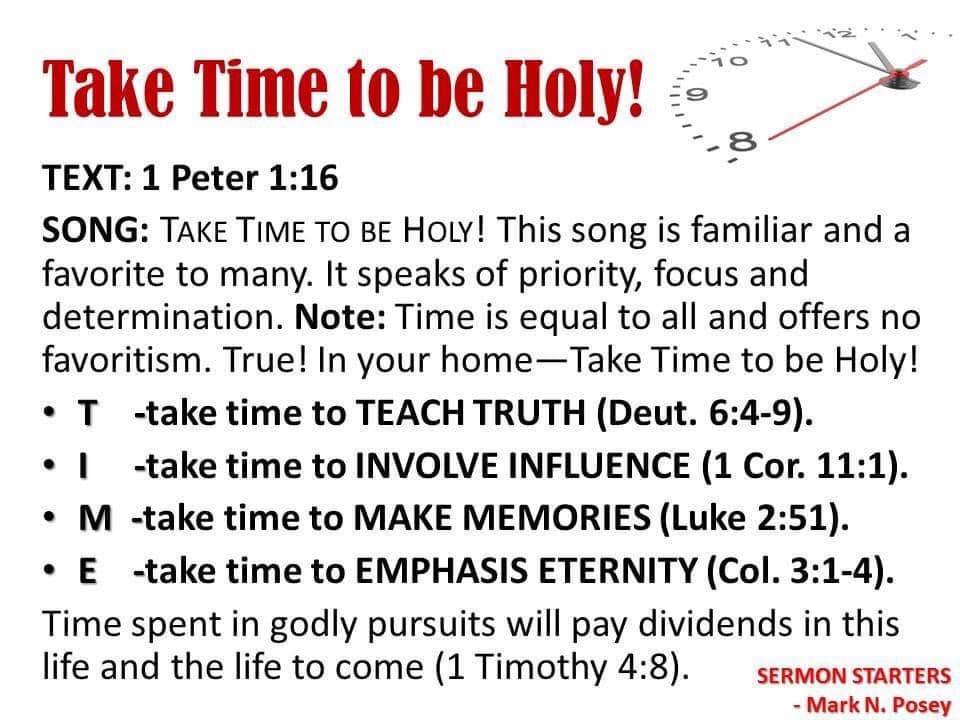 Take Time to be Holy!
10 11 12 1
9
8
TEXT: 1 Peter 1:16
SONG: TAKE TIME TO BE HOLY! This song is familiar and a
favorite to many. It speaks of priority, focus and
determination. Note: Time is equal to all and offers no
favoritism. True! In your home—Take Time to be Holy!
• T -take time to TEACH TRUTH (Deut. 6:4-9).
• I -take time to INVOLVE INFLUENCE (1 Cor. 11:1).
• M -take time to MAKE MEMORIES (Luke 2:51).
• E -take time to EMPHASIS ETERNITY (Col. 3:1-4).
Time spent in godly pursuits will pay dividends in this
life and the life to come (1 Timothy 4:8).
SERMON STARTERS
- Mark N. Posey